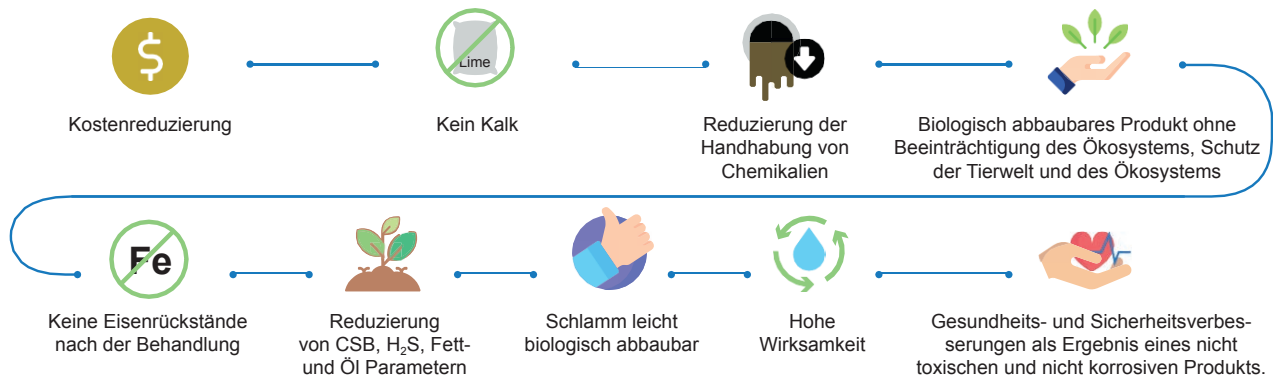 $
Lime
Kostenreduzierung
Kein Kalk
Reduzierung der
Handhabung von
Chemikalien
Biologisch abbaubares Produkt ohne
Beeinträchtigung des Ökosystems, Schutz
der Tierwelt und des Ökosystems
Fe
Keine Eisenrückstände
nach der Behandlung
Reduzierung
von CSB, H₂S, Fett-
und Öl Parametern
Schlamm leicht
biologisch abbaubar
Hohe
Wirksamkeit
Gesundheits- und Sicherheitsverbes-
serungen als Ergebnis eines nicht
toxischen und nicht korrosiven Produkts.